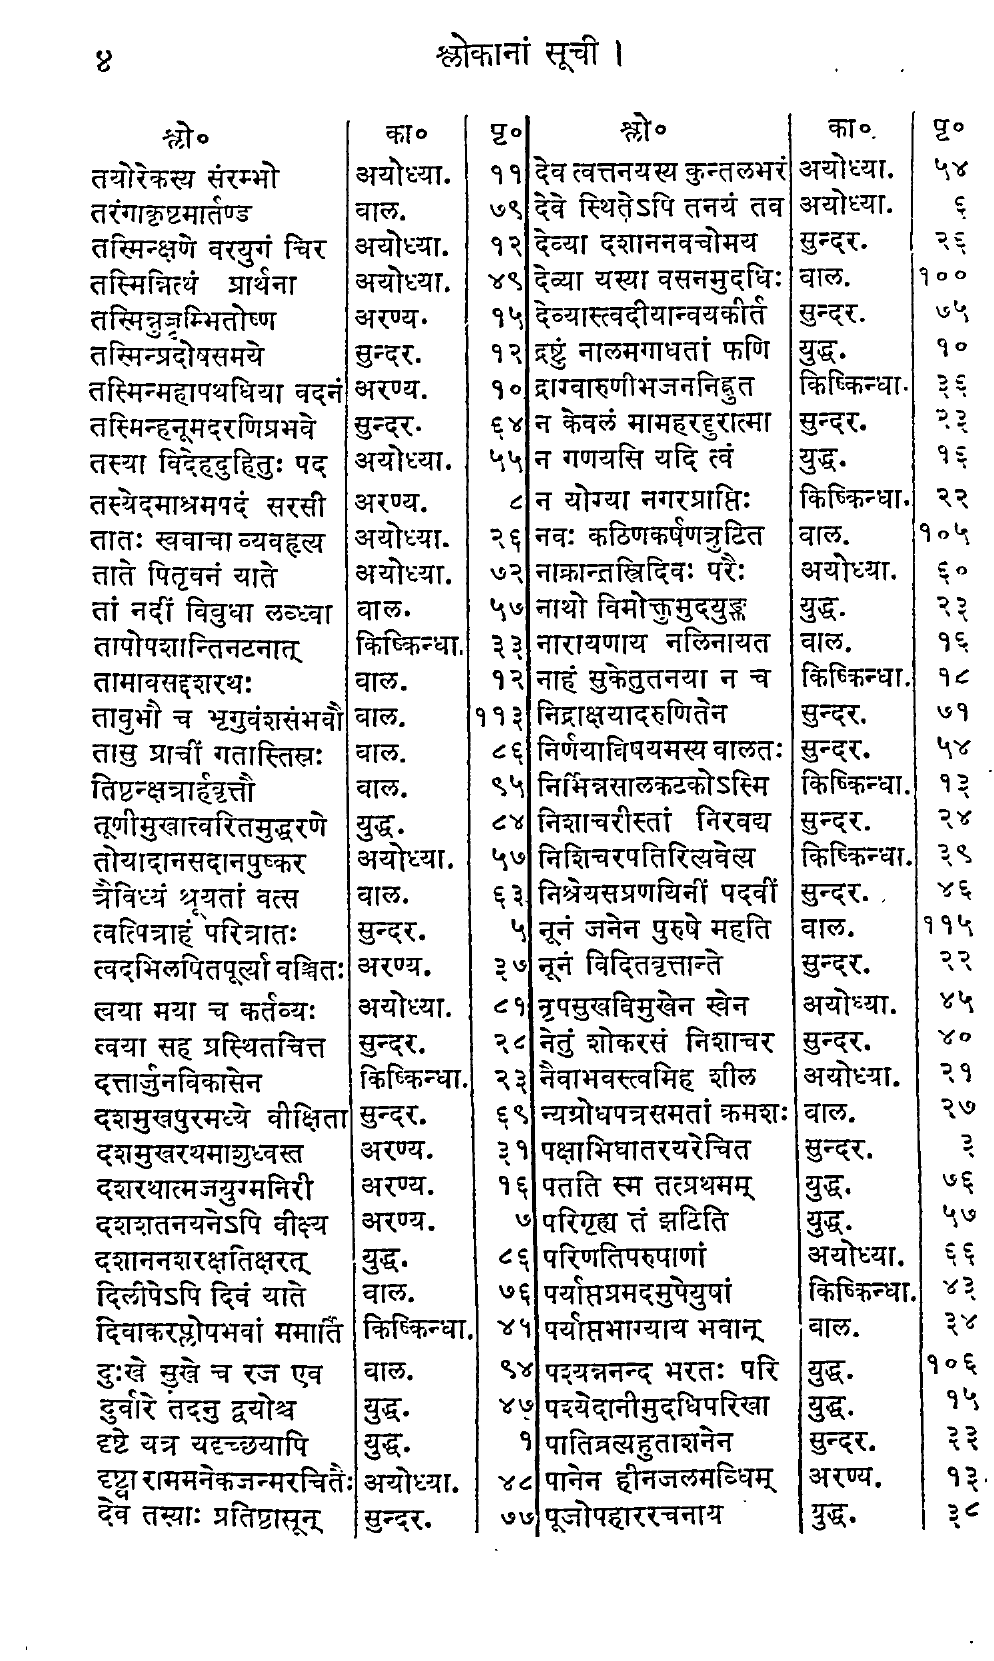 ४ श्लोकानां सूची ।
श्लो० का० पृ० श्लो० का० पृ०
तयोरेकस्य संरम्भो अयोध्या. ११ देव त्वत्तनयस्य कुन्तलभरं अयोध्या. ५४
तरंगाकृष्टमार्तण्ड वाल. ७९ देवे स्थितेऽपि तनयं तव अयोध्या. ६
तस्मिन्क्षणे वरयुगं चिर अयोध्या. १२ देव्या दशाननवचोमय सुन्दर. २६
तस्मिन्नित्यं प्रार्थना अयोध्या. ४९ देव्या यस्या वसनमुदधिः वाल. १००
तस्मिन्नुज्जृम्भितोष्ण अरण्य. १५ देव्यास्त्वदीयान्वयकीर्त सुन्दर. ७५
तस्मिन्प्रदोषसमये सुन्दर. १२ द्रष्टुं नालमगाधतां फणि युद्ध. १०
तस्मिन्महापथधिया वदनं अरण्य. १० द्राग्वारुणीभजननिह्नुत किष्किन्धा. ३६
तस्मिन्हनूमदरणिप्रभवे सुन्दर. ६४ न केवलं मामहरद्दुरात्मा सुन्दर. २३
तस्या विदेहदुहितुः पद अयोध्या. ५५ न गणयसि यदि त्वं युद्ध. १६
तस्येदमाश्रमपदं सरसी अरण्य. ८ न योग्या नगरप्राप्तिः किष्किन्धा. २२
तातः स्ववाचा व्यवहृत्य अयोध्या. २६ नवः कठिणकर्षणत्रुटित वाल. १०५
ताते पितृवनं याते अयोध्या. ७२ नाक्रान्तस्त्रिदिवः परैः अयोध्या. ६०
तां नदीं विवुधा लब्ध्वा वाल. ५७ नाथो विमोक्तुमुदयुङ्क्त युद्ध. २३
तापोपशान्तिनटनात् किष्किन्धा. ३३ नारायणाय नलिनायत वाल. १६
तामावसद्दशरथः वाल. १२ नाहं सुकेतुतनया न च किष्किन्धा. १८
तावुभौ च भृगुवंशसंभवौ वाल. ११३ निद्राक्षयादरुणितेन सुन्दर. ७१
तासु प्राचीं गतास्तिस्रः वाल. ८६ निर्णयाविषयमस्य वालतः सुन्दर. ५४
तिष्ठन्क्षत्रार्हवृत्तौ वाल. ९५ निर्भिन्नसालकटकोऽस्मि किष्किन्धा. १३
तूणीमुखात्त्वरितमुद्धरणे युद्ध. ८४ निशाचरीस्तां निरवद्य सुन्दर. २४
तोयादानसदानपुष्कर अयोध्या. ५७ निशिचरपतिरित्यवेत्य किष्किन्धा. ३९
त्रैविध्यं श्रूयतां वत्स वाल. ६३ निश्रेयसप्रणयिनीं पदवीं सुन्दर. ४६
त्वत्पित्राहं परित्रातः सुन्दर. ५ नूनं जनेन पुरुषे महति वाल. ११५
त्वदभिलपितपूर्त्या वञ्चितः अरण्य. ३७ नूनं विदितवृत्तान्ते सुन्दर. २२
त्वया मया च कर्तव्यः अयोध्या. ८१ नृपसुखविमुखेन स्वेन अयोध्या. ४५
त्वया सह प्रस्थितचित्त सुन्दर. २८ नेतुं शोकरसं निशाचर सुन्दर. ४०
दत्तार्जुनविकासेन किष्किन्धा. २३ नैवाभवस्त्वमिह शील अयोध्या. २१
दशमुखपुरमध्ये वीक्षिता सुन्दर. ६९ न्यग्रोधपत्रसमतां क्रमशः वाल. २७
दशमुखरथमाशुध्वस्त अरण्य. ३१ पक्षाभिघातरयरेचित सुन्दर. ३
दशरथात्मजयुग्मनिरी अरण्य. १६ पतति स्म तत्प्रथमम् युद्ध. ७६
दशशतनयनेऽपि वीक्ष्य अरण्य. ७ परिगृह्य तं झटिति युद्ध. ५७
दशाननशरक्षतिक्षरत् युद्ध. ८६ परिणतिपरुषाणां अयोध्या. ६६
दिलीपेऽपि दिवं याते वाल. ७६ पर्याप्तप्रमदमुपेयुषां किष्किन्धा. ४३
दिवाकरप्लोपभवां ममार्ति किष्किन्धा. ४५ पर्याप्तभाग्याय भवान् वाल. ३४
दुःखे सुखे च रज एव वाल. ९४ पश्यन्ननन्द भरतः परि युद्ध. १०६
दुर्वारे तदनु द्वयोश्च युद्ध. ४७ पश्येदानीमुदधिपरिखा युद्ध. १५
दृष्टे यत्र यदृच्छयापि युद्ध. १ पातिव्रत्यहुताशनेन सुन्दर. ३३
दृष्ट्वा राममनेकजन्मरचितैः अयोध्या. ४८ पानेन हीनजलमब्धिम् अरण्य. १३
देव तस्याः प्रतिष्ठासून् सुन्दर. ७७ पूजोपहाररचनाय युद्ध. ३८